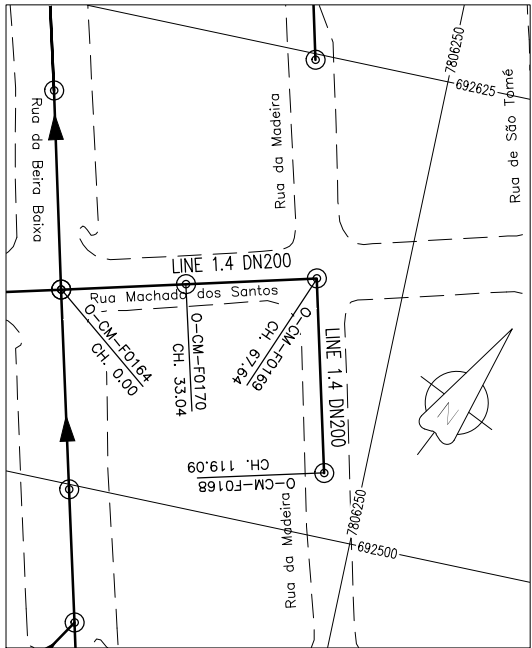 7806250
692625
Rua de São Tomé
Rua da Madeira
Rua da Beira Baixa
LINE 1.4 DN200
Rua Machado dos Santos
O-CM-F0164
CH. 0.00
O-CM-F0170
CH. 33.04
O-CM-F0169
CH. 67.64
LINE 1.4 DN200
N
O-CM-F0168
CH. 119.09
Rua da Madeira
7806250
692500